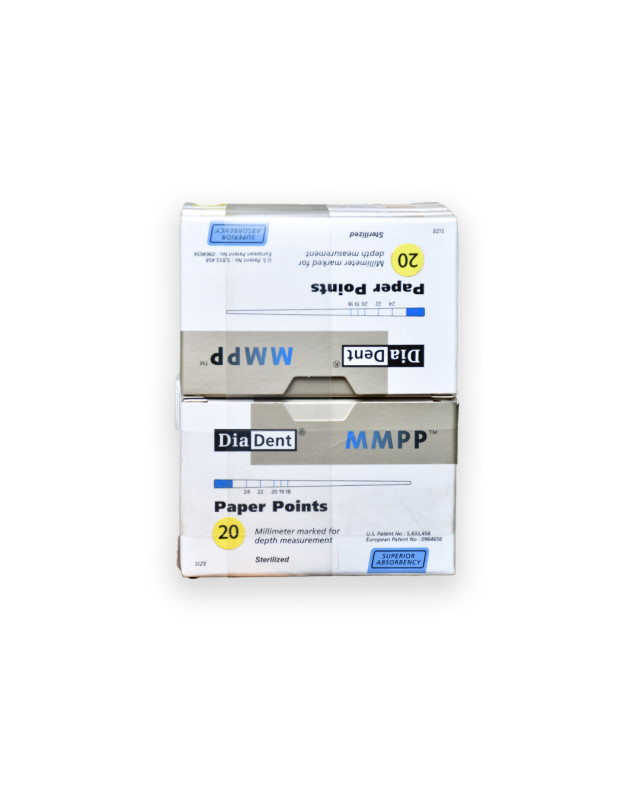 SUPERIOR
ABSORBENCY
Sterilized
SIZE
U.S. Patent No : 5,833,458
European Patent No : 0964656
Millimeter marked for
depth measurement
20
Paper Points
24 22 20 19 18
MMPP™
DiaDent®
DiaDent®
MMPP™
24 22 20 19 18
Paper Points
20
Millimeter marked for
depth measurement
U.S. Patent No : 5,833,458
European Patent No : 0964656
SIZE
Sterilized
SUPERIOR
ABSORBENCY